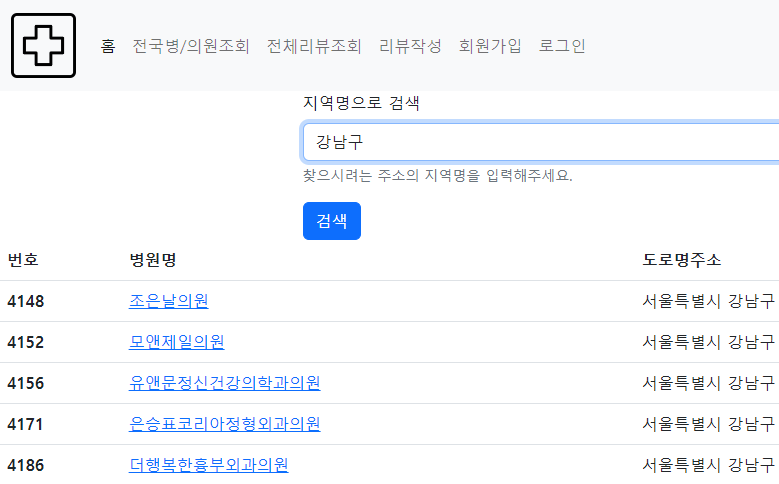 홈 전국병/의원조회 전체리뷰조회 리뷰작성 회원가입 로그인
지역명으로 검색
강남구
찾으시려는 주소의 지역명을 입력해주세요.
검색
번호 병원명 도로명주소
4148 조은날의원 서울특별시 강남구
4152 모앤제일의원 서울특별시 강남구
4156 유앤문정신건강의학과의원 서울특별시 강남구
4171 은승표코리아정형외과의원 서울특별시 강남구
4186 더행복한흉부외과의원 서울특별시 강남구